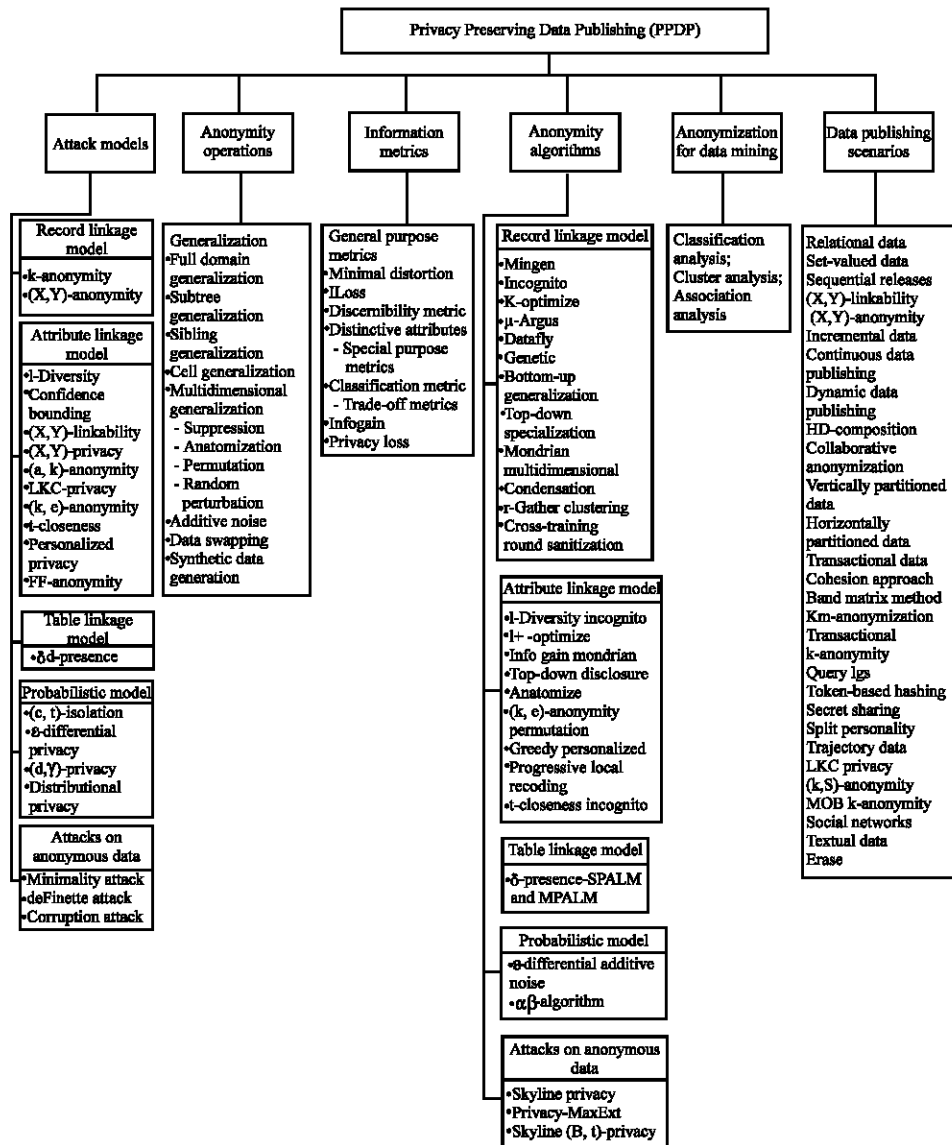 Privacy Preserving Data Publishing (PPDP)
Attack models
Record linkage
model
•k-anonymity
•(X,Y)-anonymity
Attribute linkage
model
•l-Diversity
•Confidence
bounding
•(X,Y)-linkability
•(X,Y)-privacy
•(a, k)-anonymity
•LKC-privacy
•(k, e)-anonymity
•t-closeness
•Personalized
privacy
•FF-anonymity
Table linkage
model
•δd-presence
Probabilistic model
•(c, t)-isolation
•ε-differential
privacy
•(d,γ)-privacy
•Distributional
privacy
Attacks on
anonymous data
•Minimality attack
•deFinette attack
•Corruption attack
Anonymity
operations
Generalization
•Full domain
generalization
•Subtree
generalization
•Sibling
generalization
•Cell generalization
•Multidimensional
generalization
- Suppression
- Anatomization
- Permutation
- Random
perturbation
•Additive noise
•Data swapping
•Synthetic data
generation
Information
metrics
General purpose
metrics
•Minimal distortion
•ILoss
•Discernibility metric
•Distinctive attributes
- Special purpose
metrics
•Classification metric
- Trade-off metrics
•Infogain
•Privacy loss
Anonymity
algorithms
Record linkage model
•Mingen
•Incognito
•K-optimize
•μ-Argus
•Datafly
•Genetic
•Bottom-up
generalization
•Top-down
specialization
•Mondrian
multidimensional
•Condensation
•r-Gather clustering
•Cross-training
round sanitization
Attribute linkage model
•l-Diversity incognito
•l+ -optimize
•Info gain mondrian
•Top-down disclosure
•Anatomize
•(k, e)-anonymity
permutation
•Greedy personalized
•Progressive local
recoding
•t-closeness incognito
Table linkage model
•δ-presence-SPALM
and MPALM
Probabilistic model
•ε-differential additive
noise
•αβ-algorithm
Attacks on anonymous
data
•Skyline privacy
•Privacy-MaxExt
•Skyline (B, t)-privacy
Anonymization
for data mining
Classification
analysis;
Cluster analysis;
Association
analysis
Data publishing
scenarios
Relational data
Set-valued data
Sequential releases
(X,Y)-linkability
(X,Y)-anonymity
Incremental data
Continuous data
publishing
Dynamic data
publishing
HD-composition
Collaborative
anonymization
Vertically partitioned
data
Horizontally
partitioned data
Transactional data
Cohesion approach
Band matrix method
Km-anonymization
Transactional
k-anonymity
Query lgs
Token-based hashing
Secret sharing
Split personality
Trajectory data
LKC privacy
(k,S)-anonymity
MOB k-anonymity
Social networks
Textual data
Erase